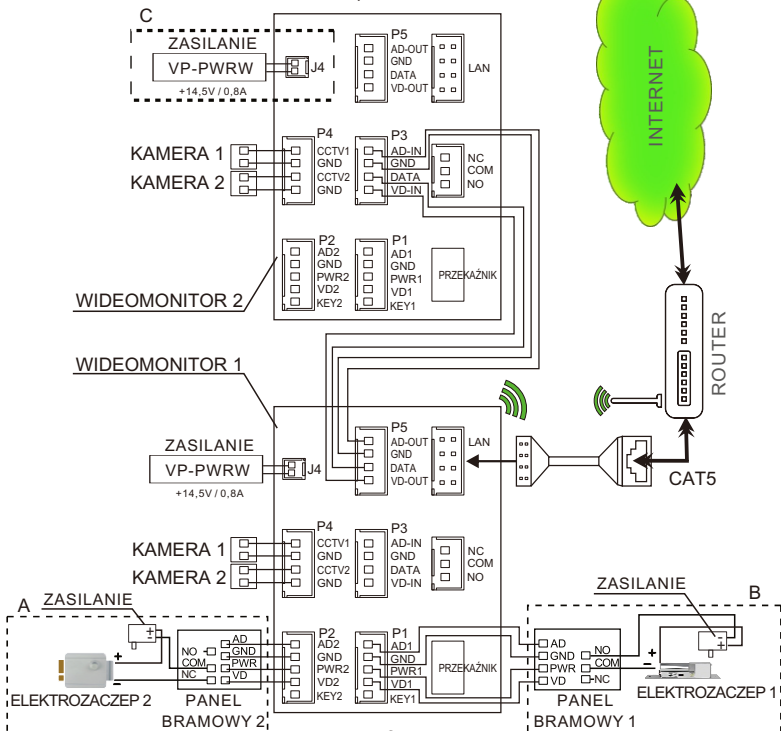 C
ZASILANIE
VP-PWRW
+14,5V / 0,8A
J4
P5
AD-OUT
GND
DATA
VD-OUT
LAN
INTERNET
KAMERA 1
KAMERA 2
P4
CCTV1
GND
CCTV2
GND
P3
AD-IN
GND
DATA
VD-IN
NC
COM
NO
P2
AD2
GND
PWR2
VD2
KEY2
P1
AD1
GND
PWR1
VD1
KEY1
PRZEKAŹNIK
WIDEOMONITOR 2
WIDEOMONITOR 1
ROUTER
CAT5
ZASILANIE
VP-PWRW
+14,5V / 0,8A
J4
P5
AD-OUT
GND
DATA
VD-OUT
LAN
KAMERA 1
KAMERA 2
P4
CCTV1
GND
CCTV2
GND
P3
AD-IN
GND
DATA
VD-IN
NC
COM
NO
A
ZASILANIE
+
−
+
−
ELEKTROZACZEP 2
NO
COM
NC
AD
GND
PWR
VD
PANEL
BRAMOWY 2
P2
AD2
GND
PWR2
VD2
KEY2
P1
AD1
GND
PWR1
VD1
KEY1
PRZEKAŹNIK
B
ZASILANIE
−
+
+
−
AD
GND
PWR
VD
NO
COM
NC
PANEL
BRAMOWY 1
ELEKTROZACZEP 1